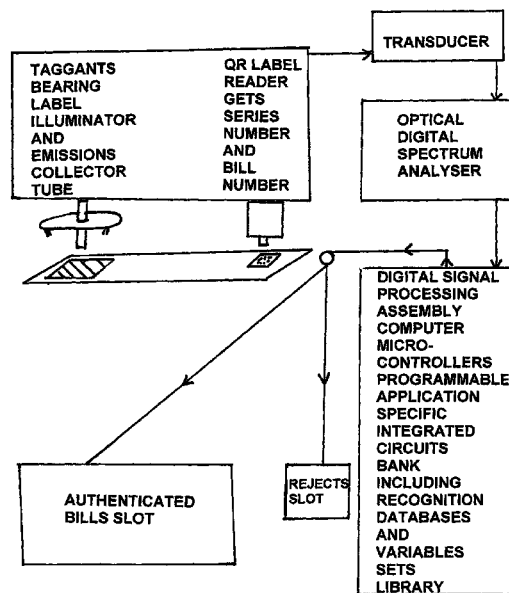 TAGGANTS
BEARING
LABEL
ILLUMINATOR
AND
EMISSIONS
COLLECTOR
TUBE
QR LABEL
READER
GETS
SERIES
NUMBER
AND
BILL
NUMBER
TRANSDUCER
OPTICAL
DIGITAL
SPECTRUM
ANALYSER
DIGITAL SIGNAL
PROCESSING
ASSEMBLY
COMPUTER
MICRO-
CONTROLLERS
PROGRAMMABLE
APPLICATION
SPECIFIC
INTEGRATED
CIRCUITS
BANK
INCLUDING
RECOGNITION
DATABASES
AND
VARIABLES
SETS
LIBRARY
AUTHENTICATED
BILLS SLOT
REJECTS
SLOT